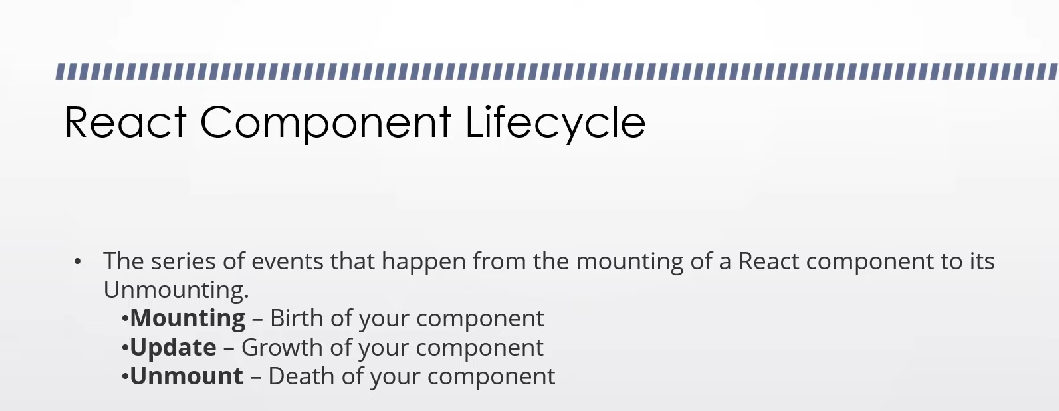 React Component Lifecycle
• The series of events that happen from the mounting of a React component to its
Unmounting.
•Mounting – Birth of your component
•Update – Growth of your component
•Unmount – Death of your component